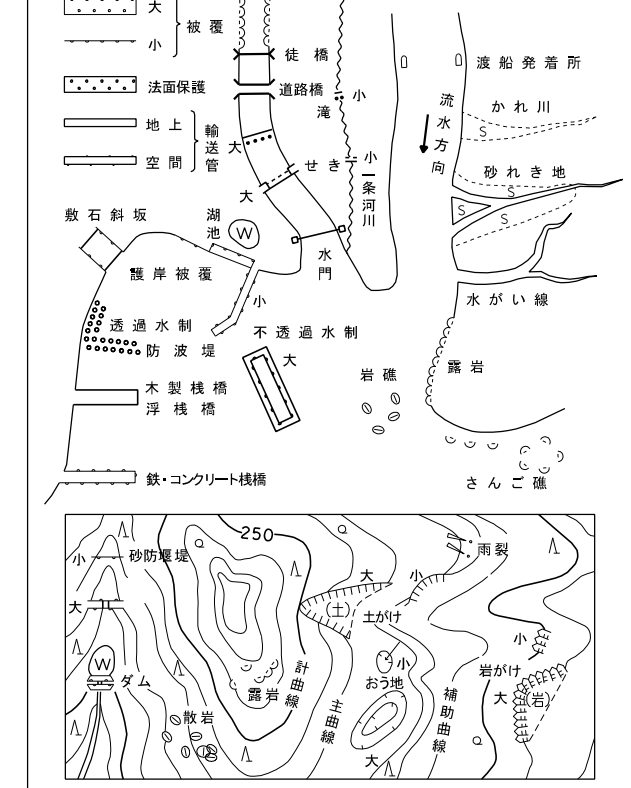 大
被覆
小
徒橋
渡船発着所
法面保護
道路橋
小
滝
流水方向
かれ川
S
地上
輸送管
空間
大
せき
小
一条河川
砂れき地
S
S
S
大
敷石斜坂
湖池
W
水門
護岸被覆
小
水がい線
透過水制
防波堤
不透過水制
大
岩礁
露岩
木製桟橋
浮桟橋
鉄・コンクリート桟橋
さんご礁
250
雨裂
小
砂防堰堤
大
小
大
(土)
土がけ
小
W
ダム
小
おう地
岩がけ
大
(岩)
露岩
計曲線
主曲線
補助曲線
散岩
大